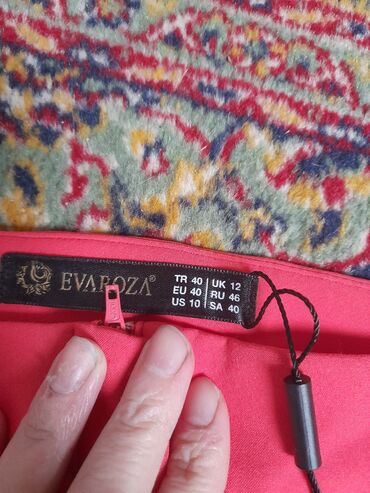 EVAROZA®
TR 40 | UK 12
EU 40 | RU 46
US 10 | SA 40